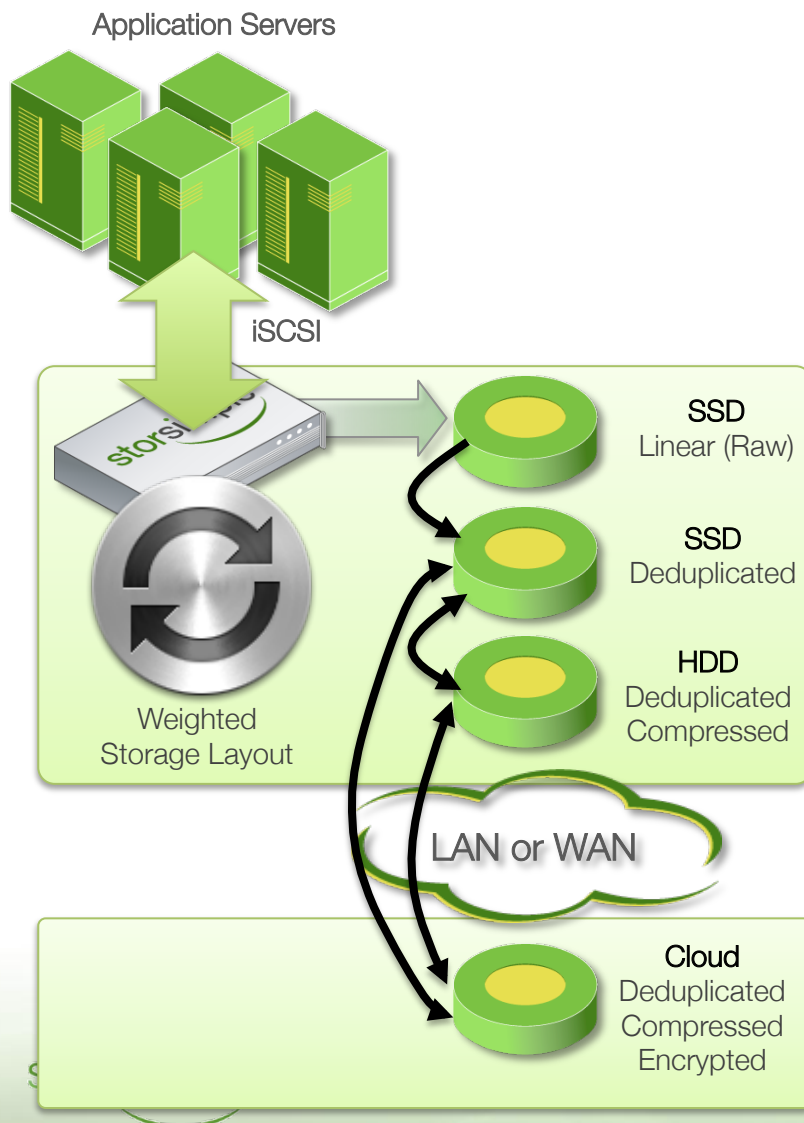 Application Servers
iSCSI
storsimple
SSD
Linear (Raw)
SSD
Deduplicated
HDD
Deduplicated
Compressed
Weighted
Storage Layout
LAN or WAN
Cloud
Deduplicated
Compressed
Encrypted
s